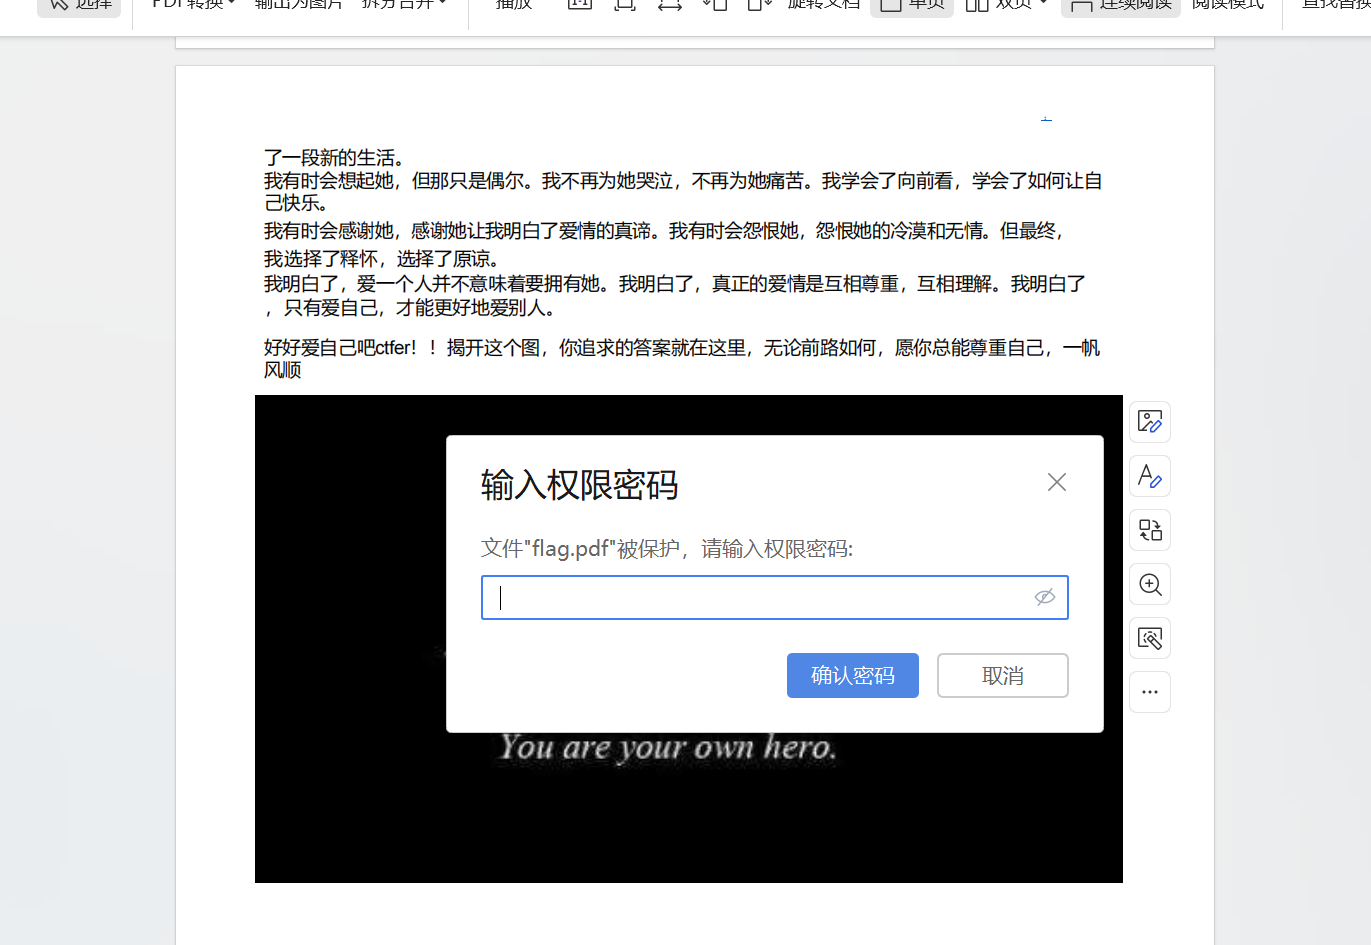 选择 PDF转换 输出为图片 拆分合并 播放 旋转文档 单页 双页 连续阅读 阅读模式 查找替换
了一段新的生活。
我有时会想起她，但那只是偶尔。我不再为她哭泣，不再为她痛苦。我学会了向前看，学会了如何让自
己快乐。
我有时会感谢她，感谢她让我明白了爱情的真谛。我有时会怨恨她，怨恨她的冷漠和无情。但最终，
我选择了释怀，选择了原谅。
我明白了，爱一个人并不意味着要拥有她。我明白了，真正的爱情是互相尊重，互相理解。我明白了
，只有爱自己，才能更好地爱别人。
好好爱自己吧ctfer！！揭开这个图，你追求的答案就在这里，无论前路如何，愿你总能尊重自己，一帆
风顺
输入权限密码
文件"flag.pdf"被保护，请输入权限密码:
确认密码 取消
You are your own hero.